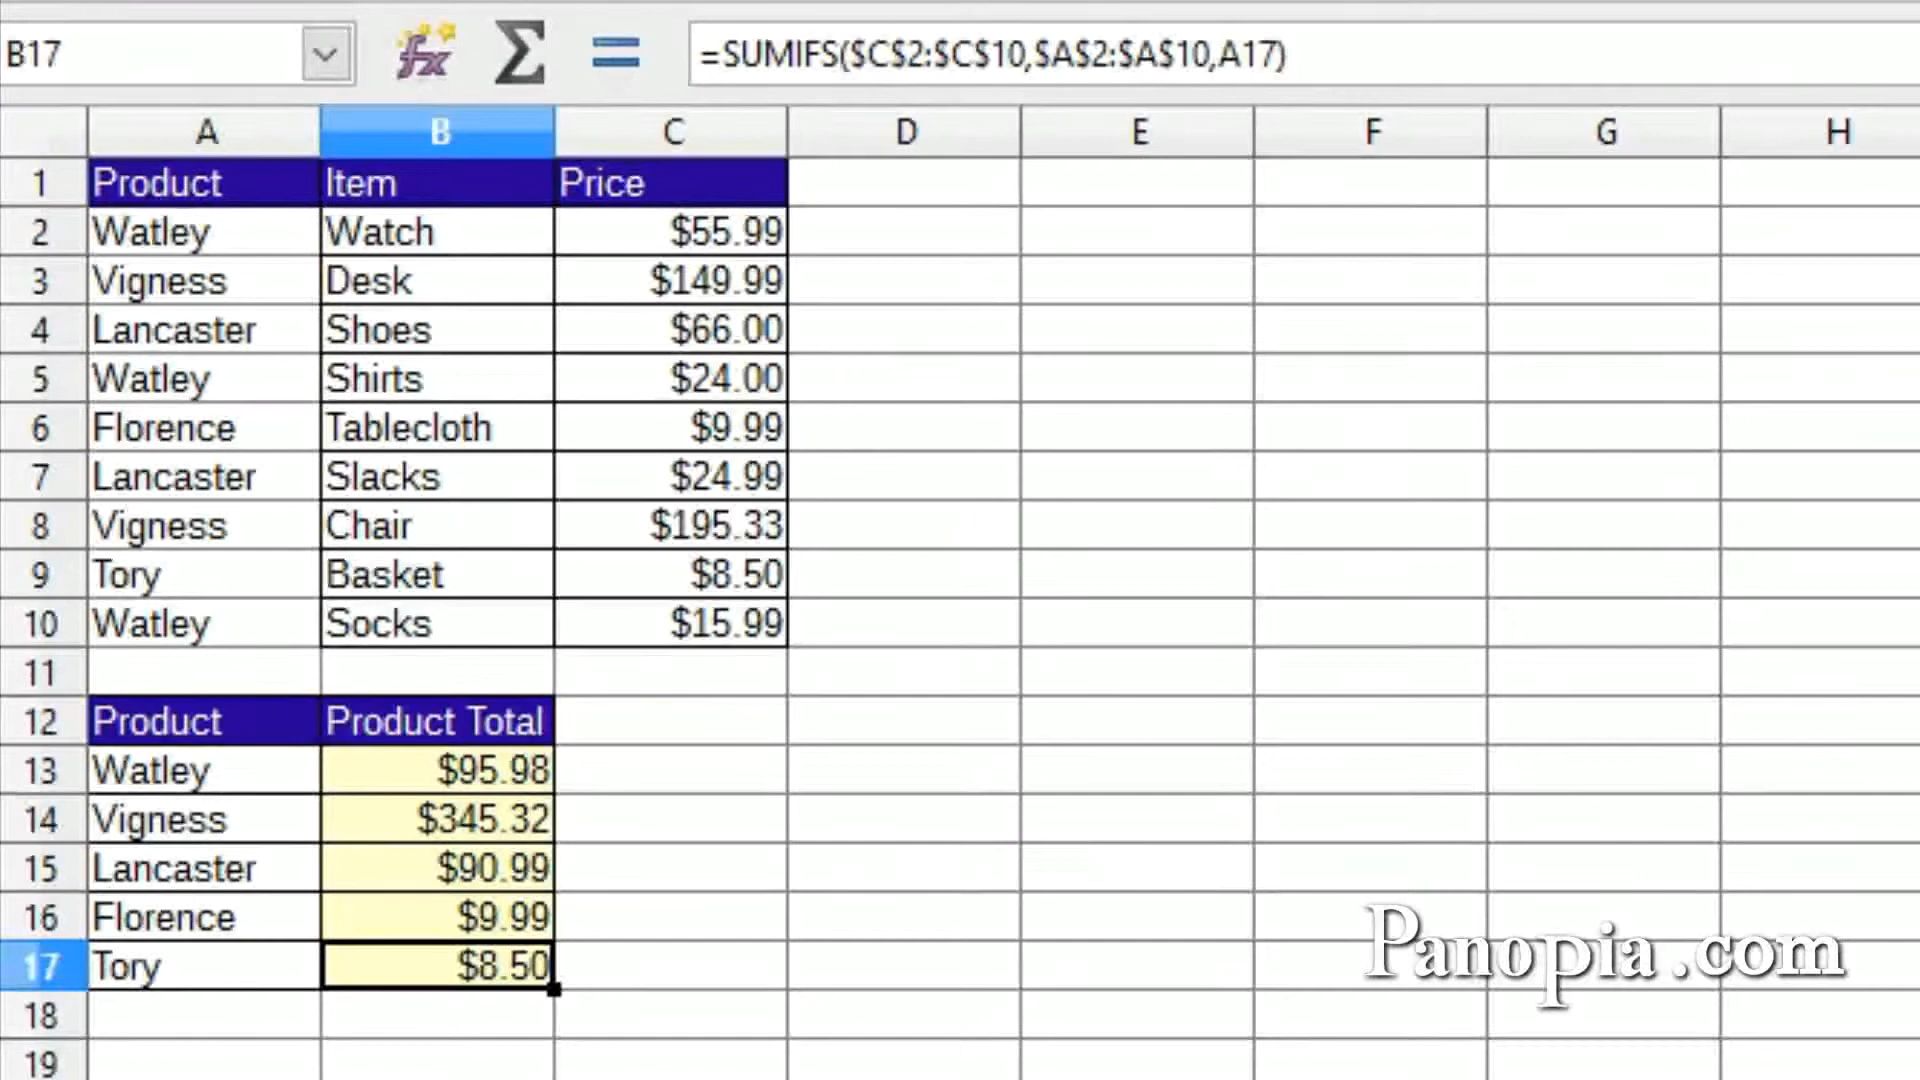 B17 fx Σ = =SUMIFS($C$2:$C$10,$A$2:$A$10,A17)
A B C D E F G H
1 Product Item Price
2 Watley Watch $55.99
3 Vigness Desk $149.99
4 Lancaster Shoes $66.00
5 Watley Shirts $24.00
6 Florence Tablecloth $9.99
7 Lancaster Slacks $24.99
8 Vigness Chair $195.33
9 Tory Basket $8.50
10 Watley Socks $15.99
11
12 Product Product Total
13 Watley $95.98
14 Vigness $345.32
15 Lancaster $90.99
16 Florence $9.99
17 Tory $8.50
18
19
Panopia.com